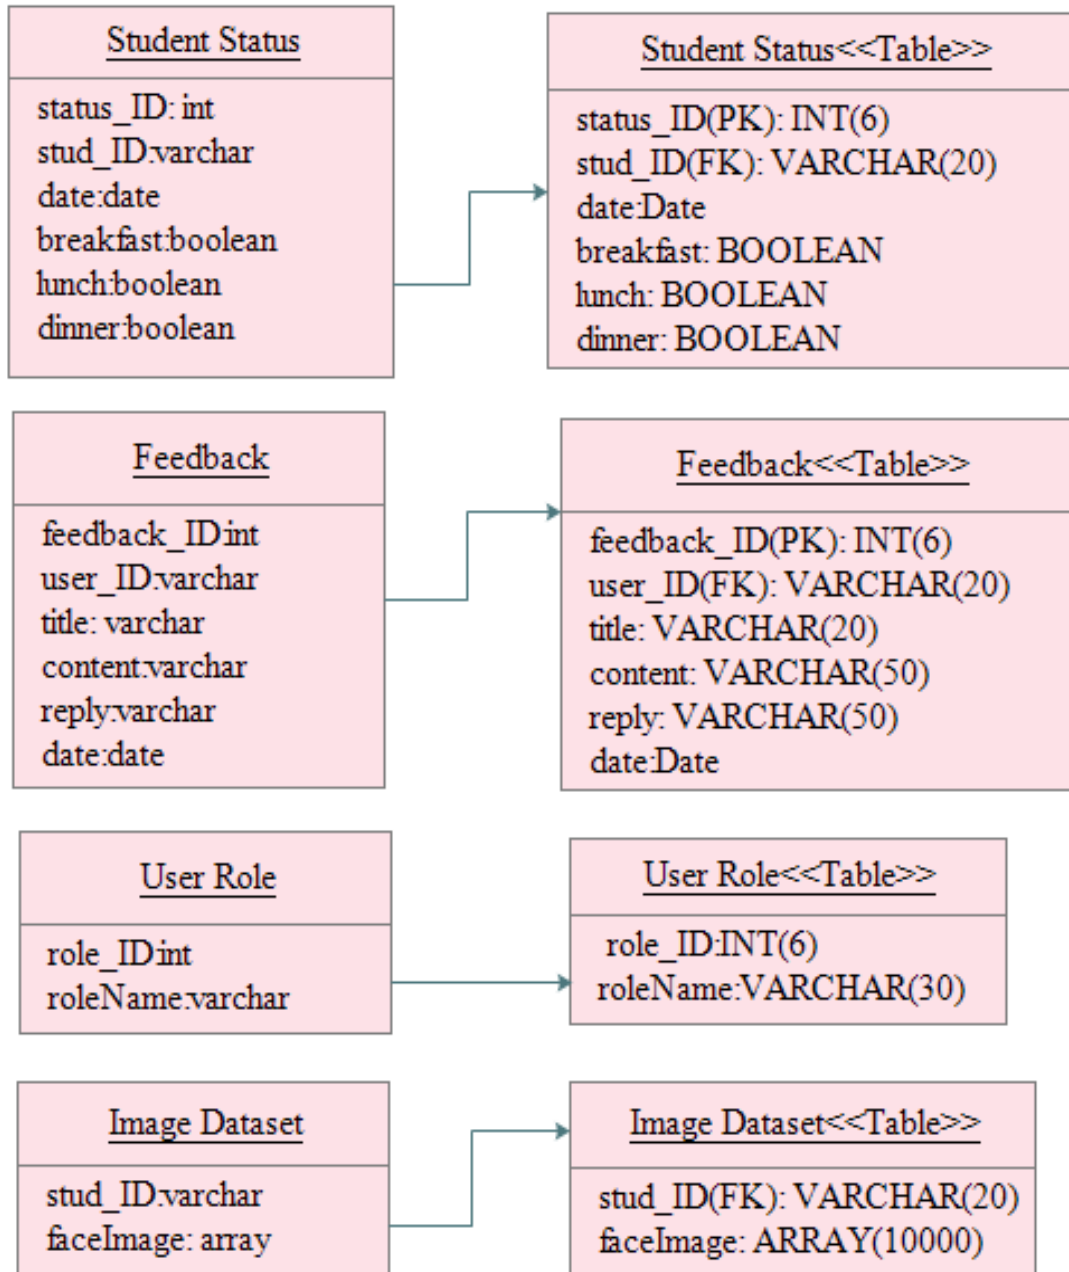 Student Status
status_ID: int
stud_ID:varchar
date:date
breakfast:boolean
lunch:boolean
dinner:boolean
Student Status<<Table>>
status_ID(PK): INT(6)
stud_ID(FK): VARCHAR(20)
date:Date
breakfast: BOOLEAN
lunch: BOOLEAN
dinner: BOOLEAN
Feedback
feedback_ID:int
user_ID:varchar
title: varchar
content:varchar
reply:varchar
date:date
Feedback<<Table>>
feedback_ID(PK): INT(6)
user_ID(FK): VARCHAR(20)
title: VARCHAR(20)
content: VARCHAR(50)
reply: VARCHAR(50)
date:Date
User Role
role_ID:int
roleName:varchar
User Role<<Table>>
role_ID:INT(6)
roleName:VARCHAR(30)
Image Dataset
stud_ID:varchar
faceImage: array
Image Dataset<<Table>>
stud_ID(FK): VARCHAR(20)
faceImage: ARRAY(10000)